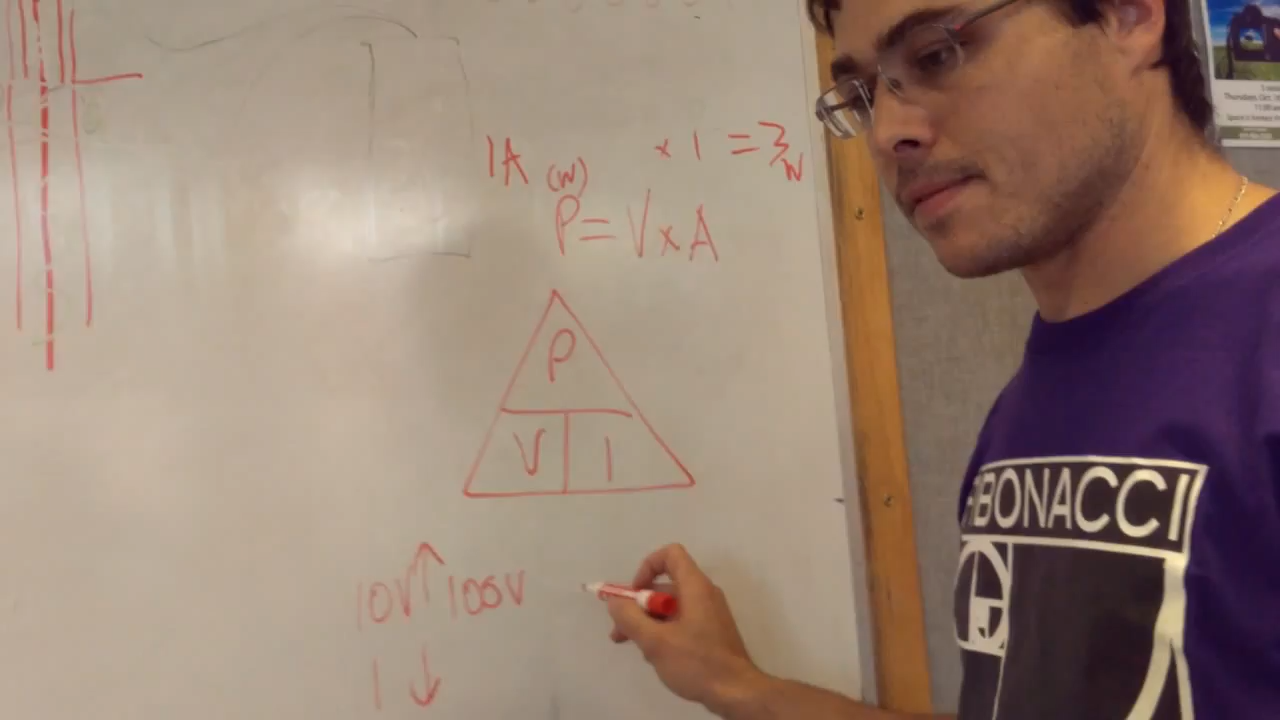 1A x 1 = 3W
(W)
P = V x A
P
V I
10V ↑ 100V
1 ↓
FIBONACCI